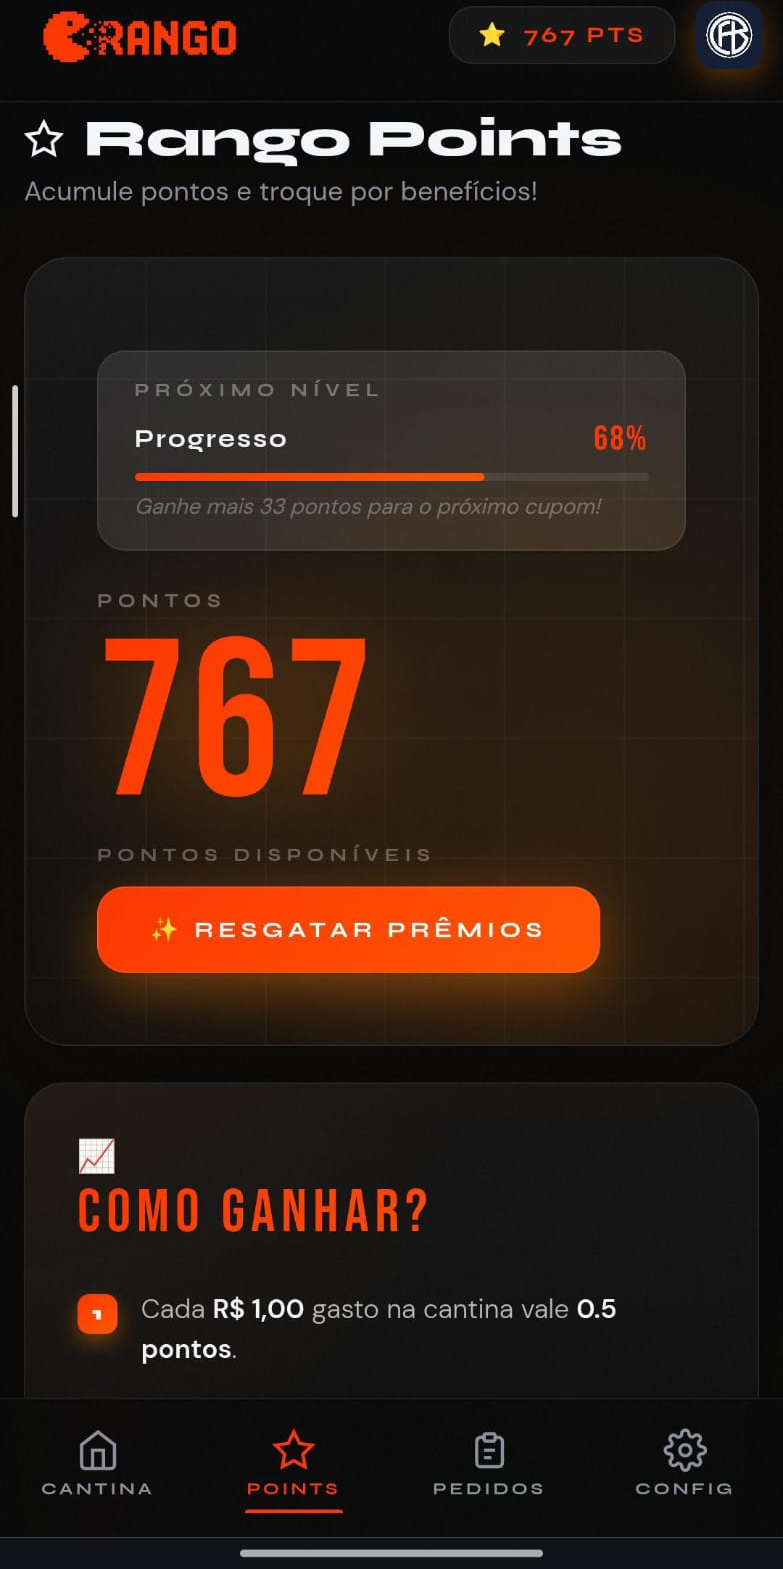 RANGO
767 PTS
Rango Points
Acumule pontos e troque por benefícios!
PRÓXIMO NÍVEL
Progresso
68%
Ganhe mais 33 pontos para o próximo cupom!
PONTOS
767
PONTOS DISPONÍVEIS
✨ RESGATAR PRÊMIOS
COMO GANHAR?
1
Cada R$ 1,00 gasto na cantina vale 0.5
pontos.
CANTINA
POINTS
PEDIDOS
CONFIG